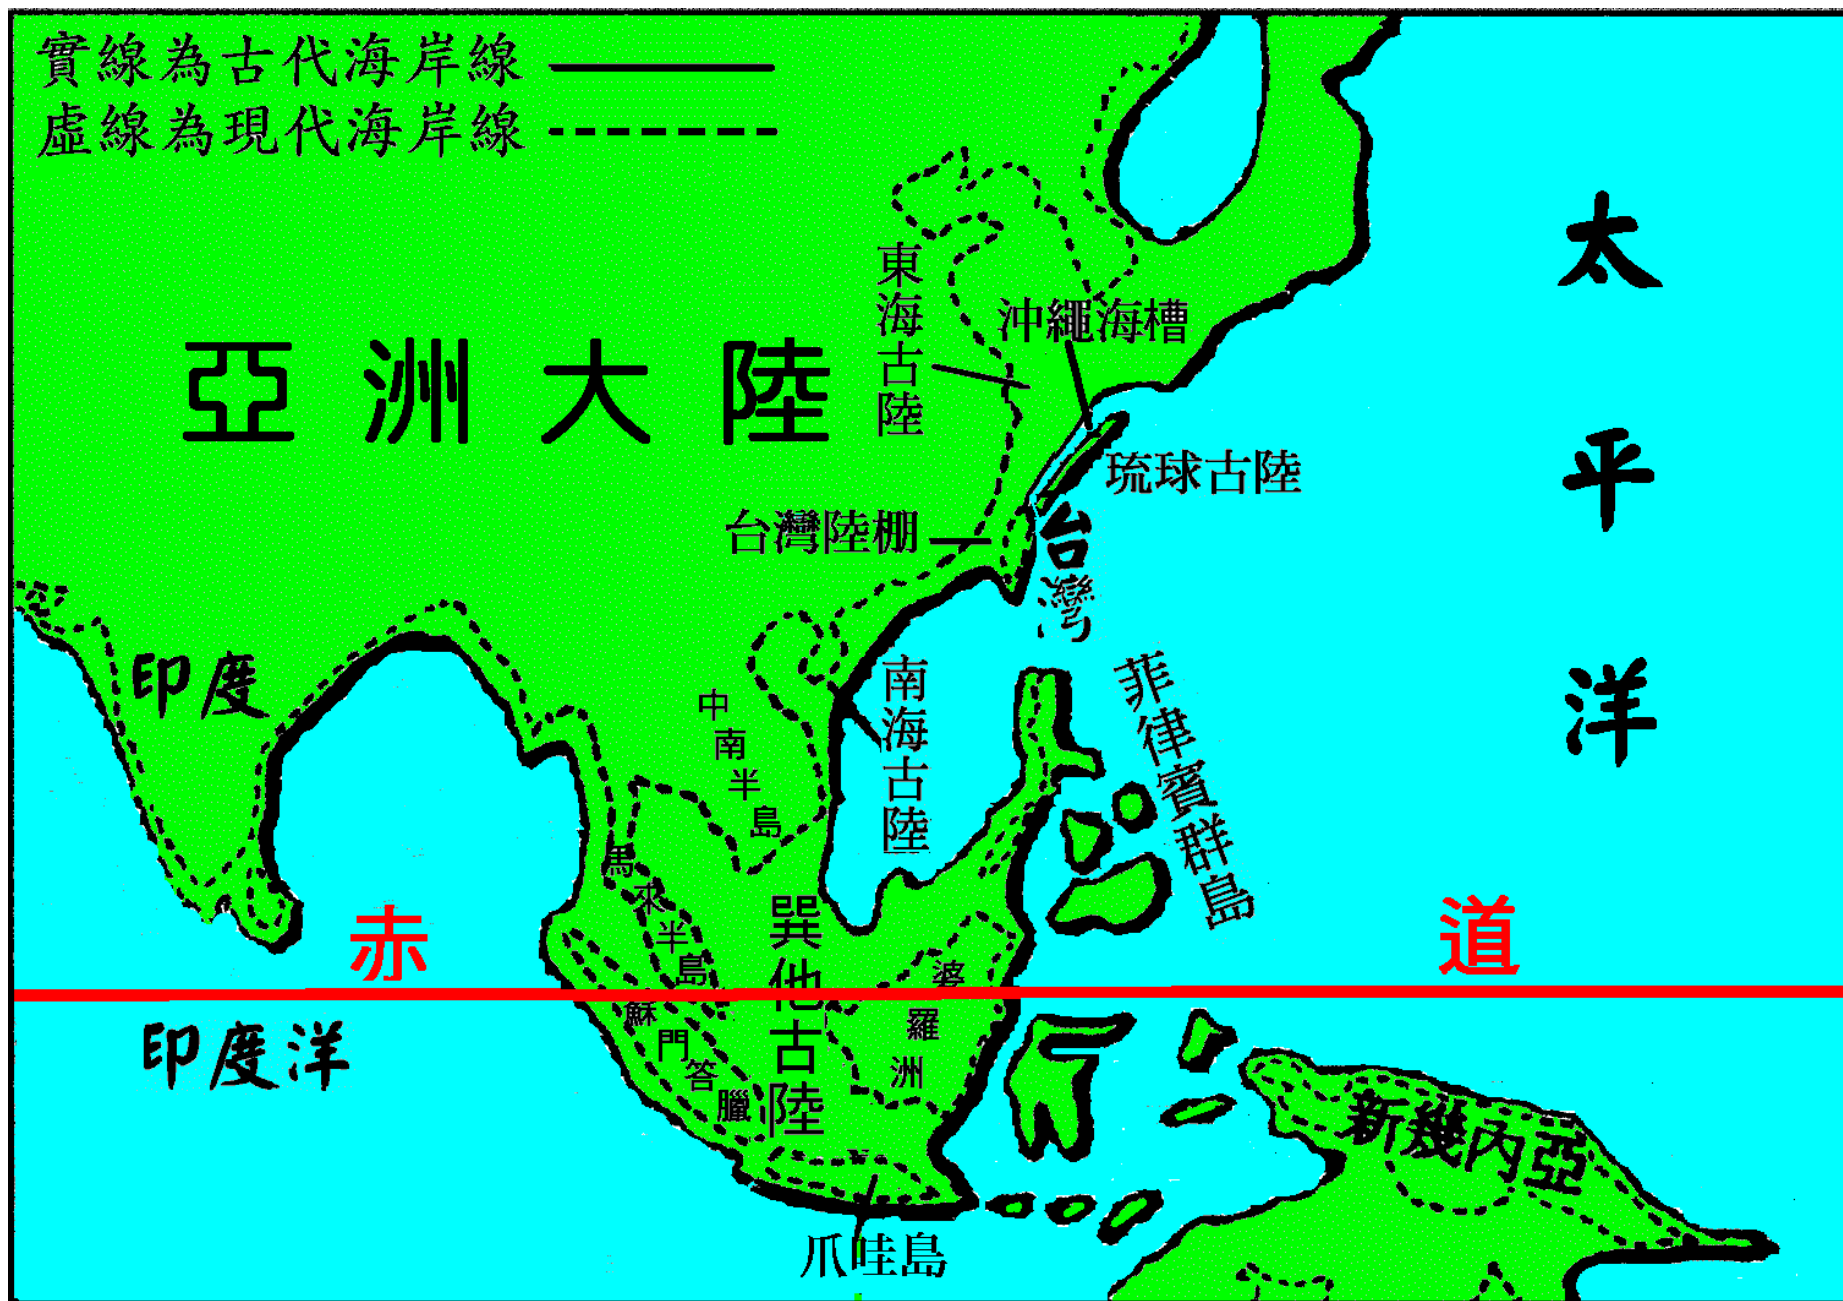 實線為古代海岸線
虛線為現代海岸線
太平洋
東海古陸
沖繩海槽
亞洲大陸
琉球古陸
台灣陸棚
台灣
印度
南海古陸
菲律賓群島
中南半島
馬來半島
巽他古陸
赤道
婆羅洲
蘇門答臘
印度洋
新幾內亞
爪哇島